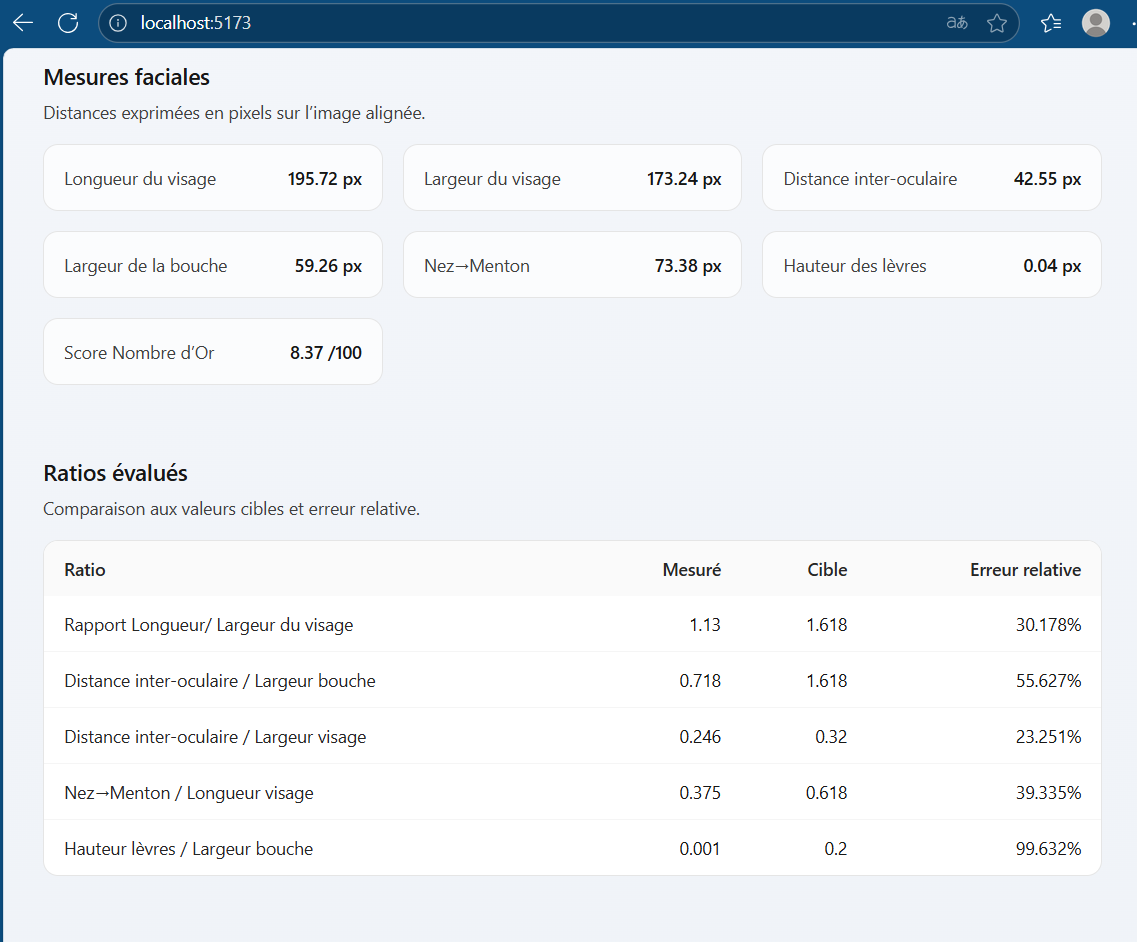 localhost:5173
aあ
Mesures faciales
Distances exprimées en pixels sur l’image alignée.
Longueur du visage 195.72 px
Largeur du visage 173.24 px
Distance inter-oculaire 42.55 px
Largeur de la bouche 59.26 px
Nez→Menton 73.38 px
Hauteur des lèvres 0.04 px
Score Nombre d’Or 8.37 /100
Ratios évalués
Comparaison aux valeurs cibles et erreur relative.
Ratio Mesuré Cible Erreur relative
Rapport Longueur/ Largeur du visage 1.13 1.618 30.178%
Distance inter-oculaire / Largeur bouche 0.718 1.618 55.627%
Distance inter-oculaire / Largeur visage 0.246 0.32 23.251%
Nez→Menton / Longueur visage 0.375 0.618 39.335%
Hauteur lèvres / Largeur bouche 0.001 0.2 99.632%